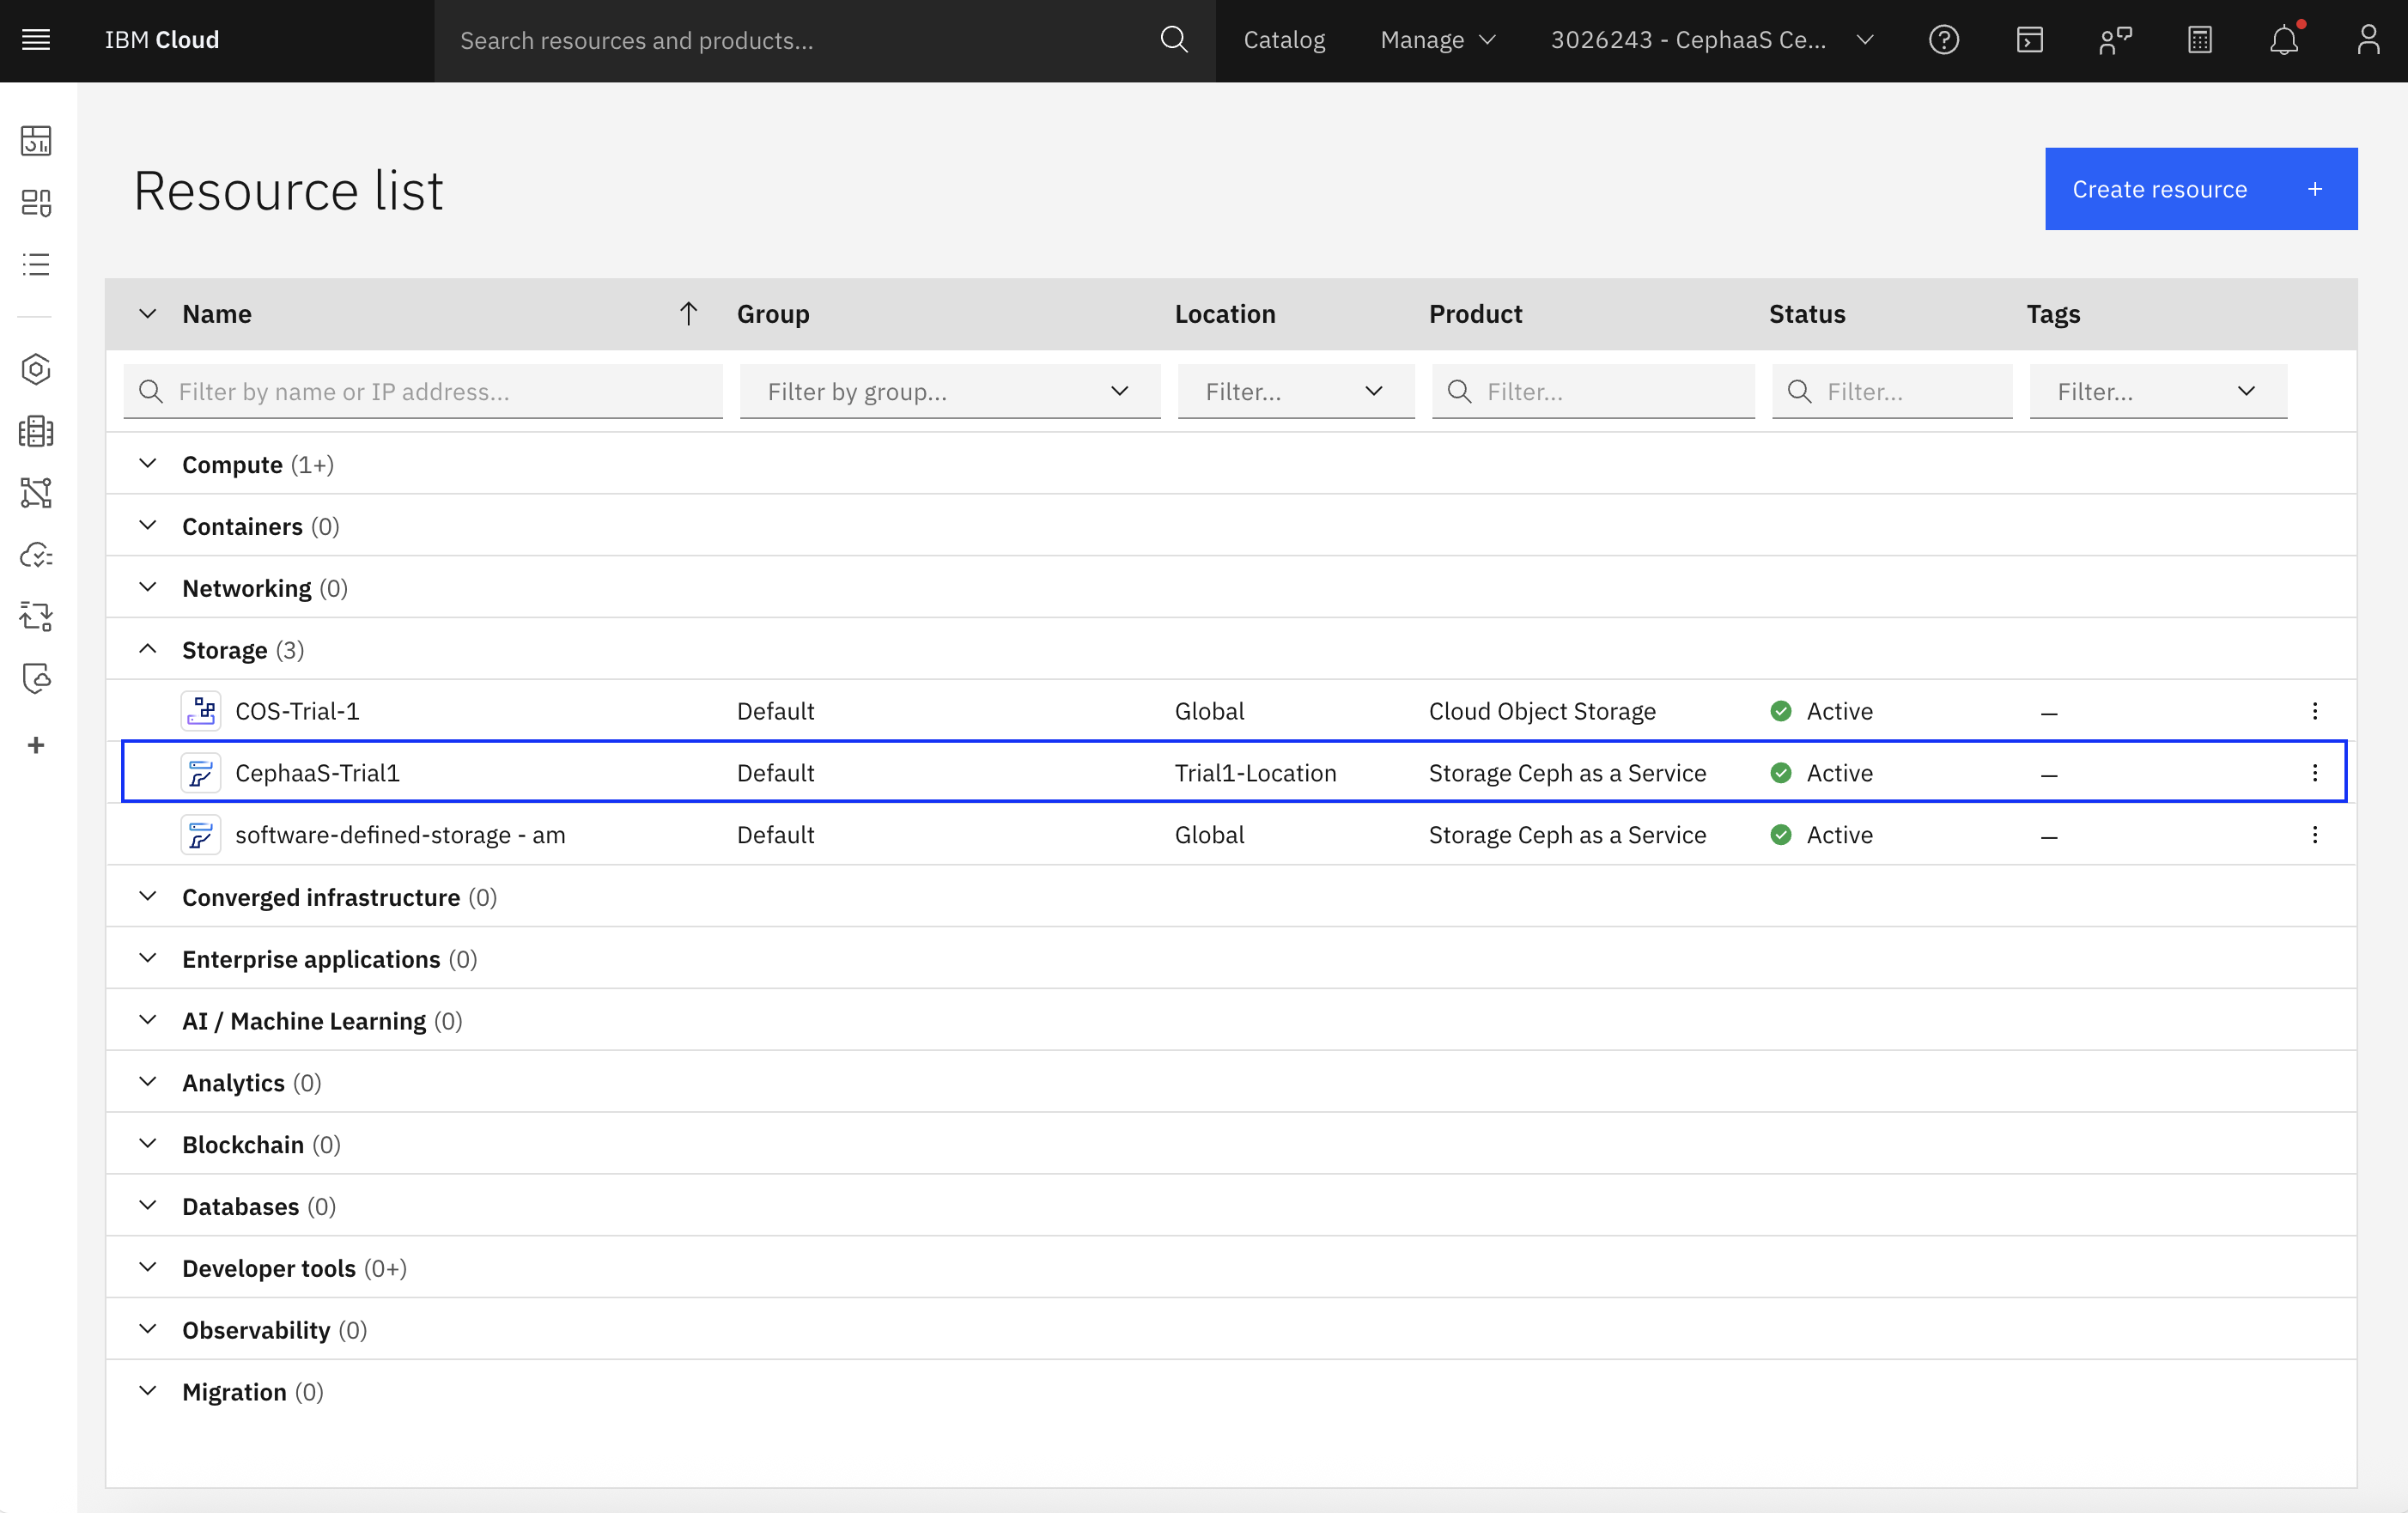 IBM Cloud
Search resources and products...
Catalog
Manage
3026243 - CephaaS Ce...
Resource list
Create resource +
Name Group Location Product Status Tags
Filter by name or IP address... Filter by group... Filter... Filter... Filter... Filter...
Compute (1+)
Containers (0)
Networking (0)
Storage (3)
COS-Trial-1 Default Global Cloud Object Storage Active –
CephaaS-Trial1 Default Trial1-Location Storage Ceph as a Service Active –
software-defined-storage - am Default Global Storage Ceph as a Service Active –
Converged infrastructure (0)
Enterprise applications (0)
AI / Machine Learning (0)
Analytics (0)
Blockchain (0)
Databases (0)
Developer tools (0+)
Observability (0)
Migration (0)